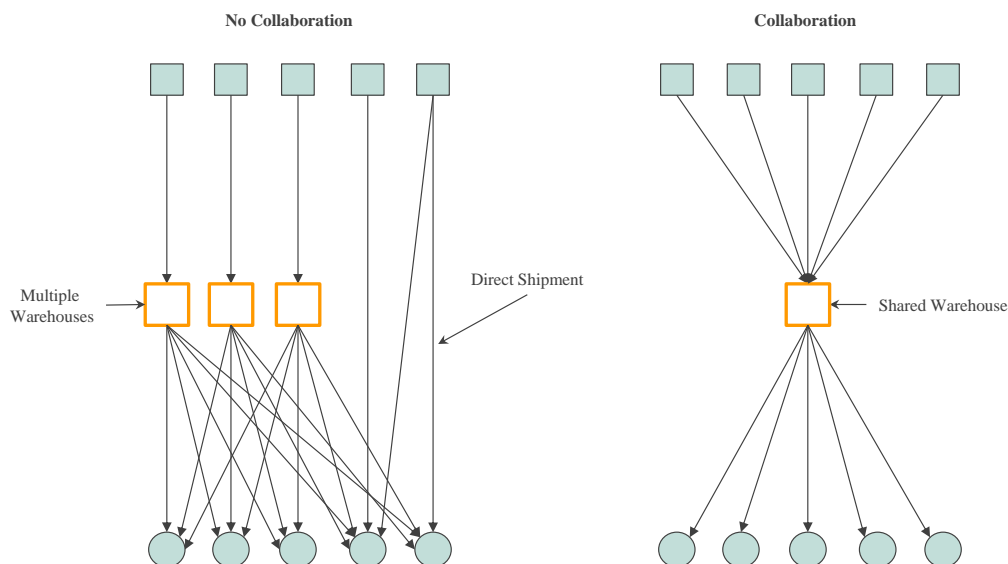 No Collaboration
Collaboration
Multiple
Warehouses
Direct Shipment
Shared Warehouse